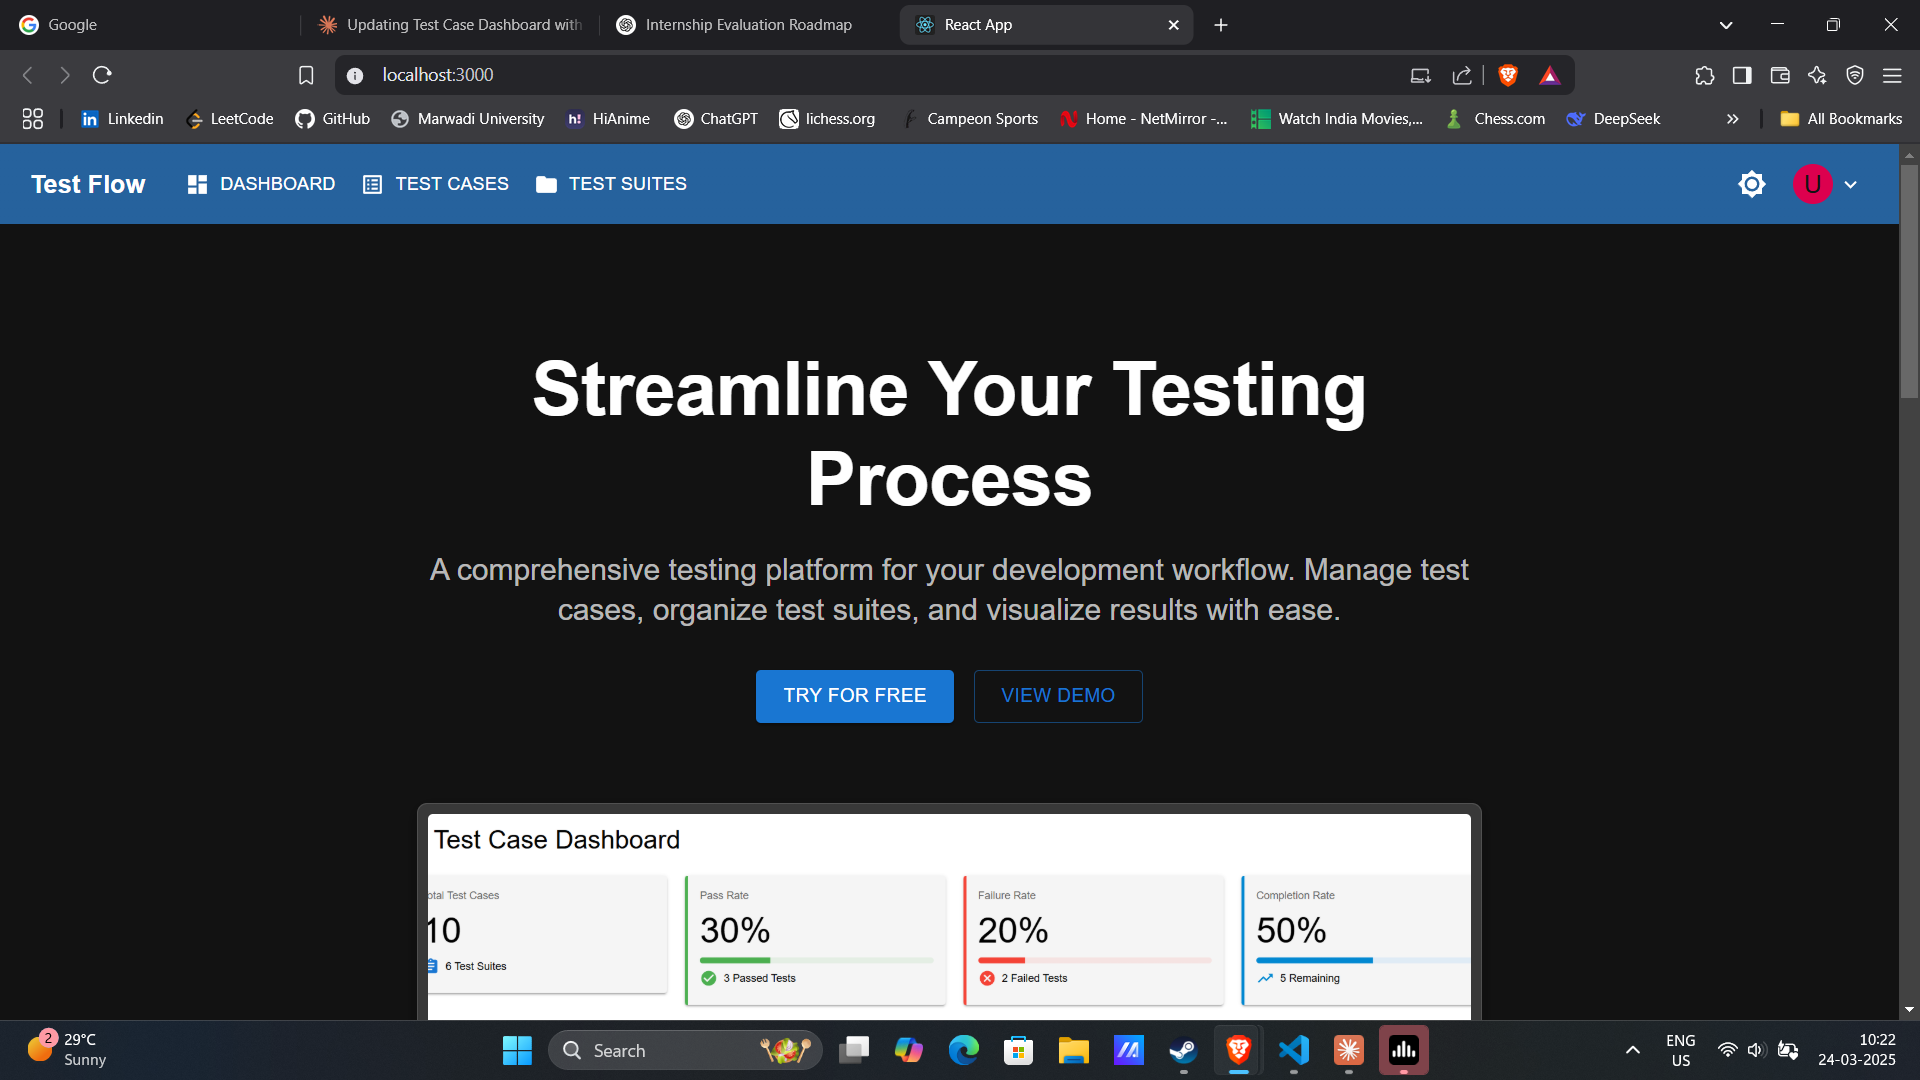 Google
Updating Test Case Dashboard with
Internship Evaluation Roadmap
React App
localhost:3000
Linkedin
LeetCode
GitHub
Marwadi University
h!
HiAnime
ChatGPT
lichess.org
Campeon Sports
Home - NetMirror -...
Watch India Movies,...
Chess.com
DeepSeek
All Bookmarks
Test Flow
DASHBOARD
TEST CASES
TEST SUITES
U
Streamline Your Testing
Process
A comprehensive testing platform for your development workflow. Manage test
cases, organize test suites, and visualize results with ease.
TRY FOR FREE
VIEW DEMO
Test Case Dashboard
otal Test Cases
10
6 Test Suites
Pass Rate
30%
3 Passed Tests
Failure Rate
20%
2 Failed Tests
Completion Rate
50%
5 Remaining
2
29°C
Sunny
Search
ENG
US
10:22
24-03-2025